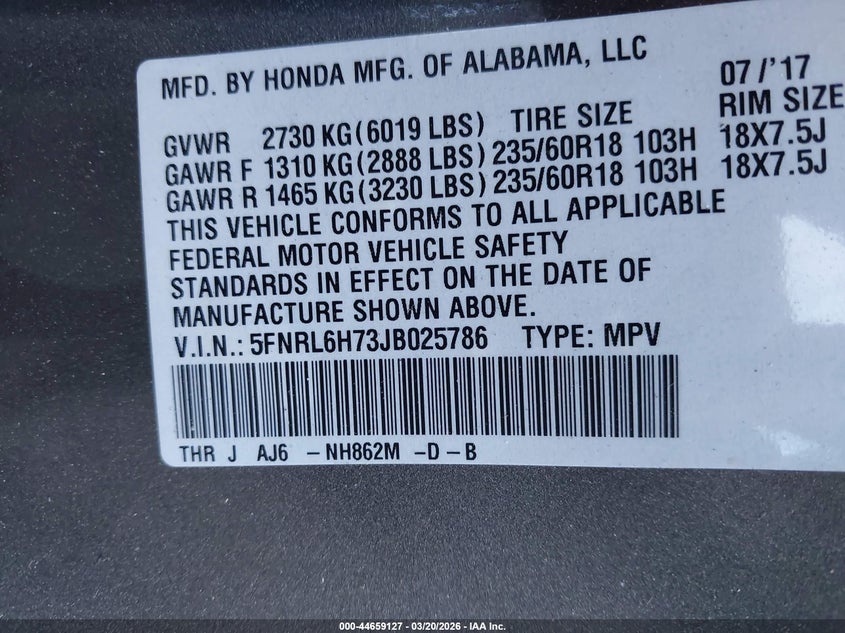 MFD. BY HONDA MFG. OF ALABAMA, LLC 07/'17
GVWR 2730 KG(6019 LBS) TIRE SIZE RIM SIZE
GAWR F 1310 KG(2888 LBS) 235/60R18 103H 18X7.5J
GAWR R 1465 KG(3230 LBS) 235/60R18 103H 18X7.5J
THIS VEHICLE CONFORMS TO ALL APPLICABLE
FEDERAL MOTOR VEHICLE SAFETY
STANDARDS IN EFFECT ON THE DATE OF
MANUFACTURE SHOWN ABOVE.
V.I.N.: 5FNRL6H73JB025786 TYPE: MPV
THR J AJ6 -NH862M -D-B
000-44659127 - 03/20/2026 - IAA Inc.